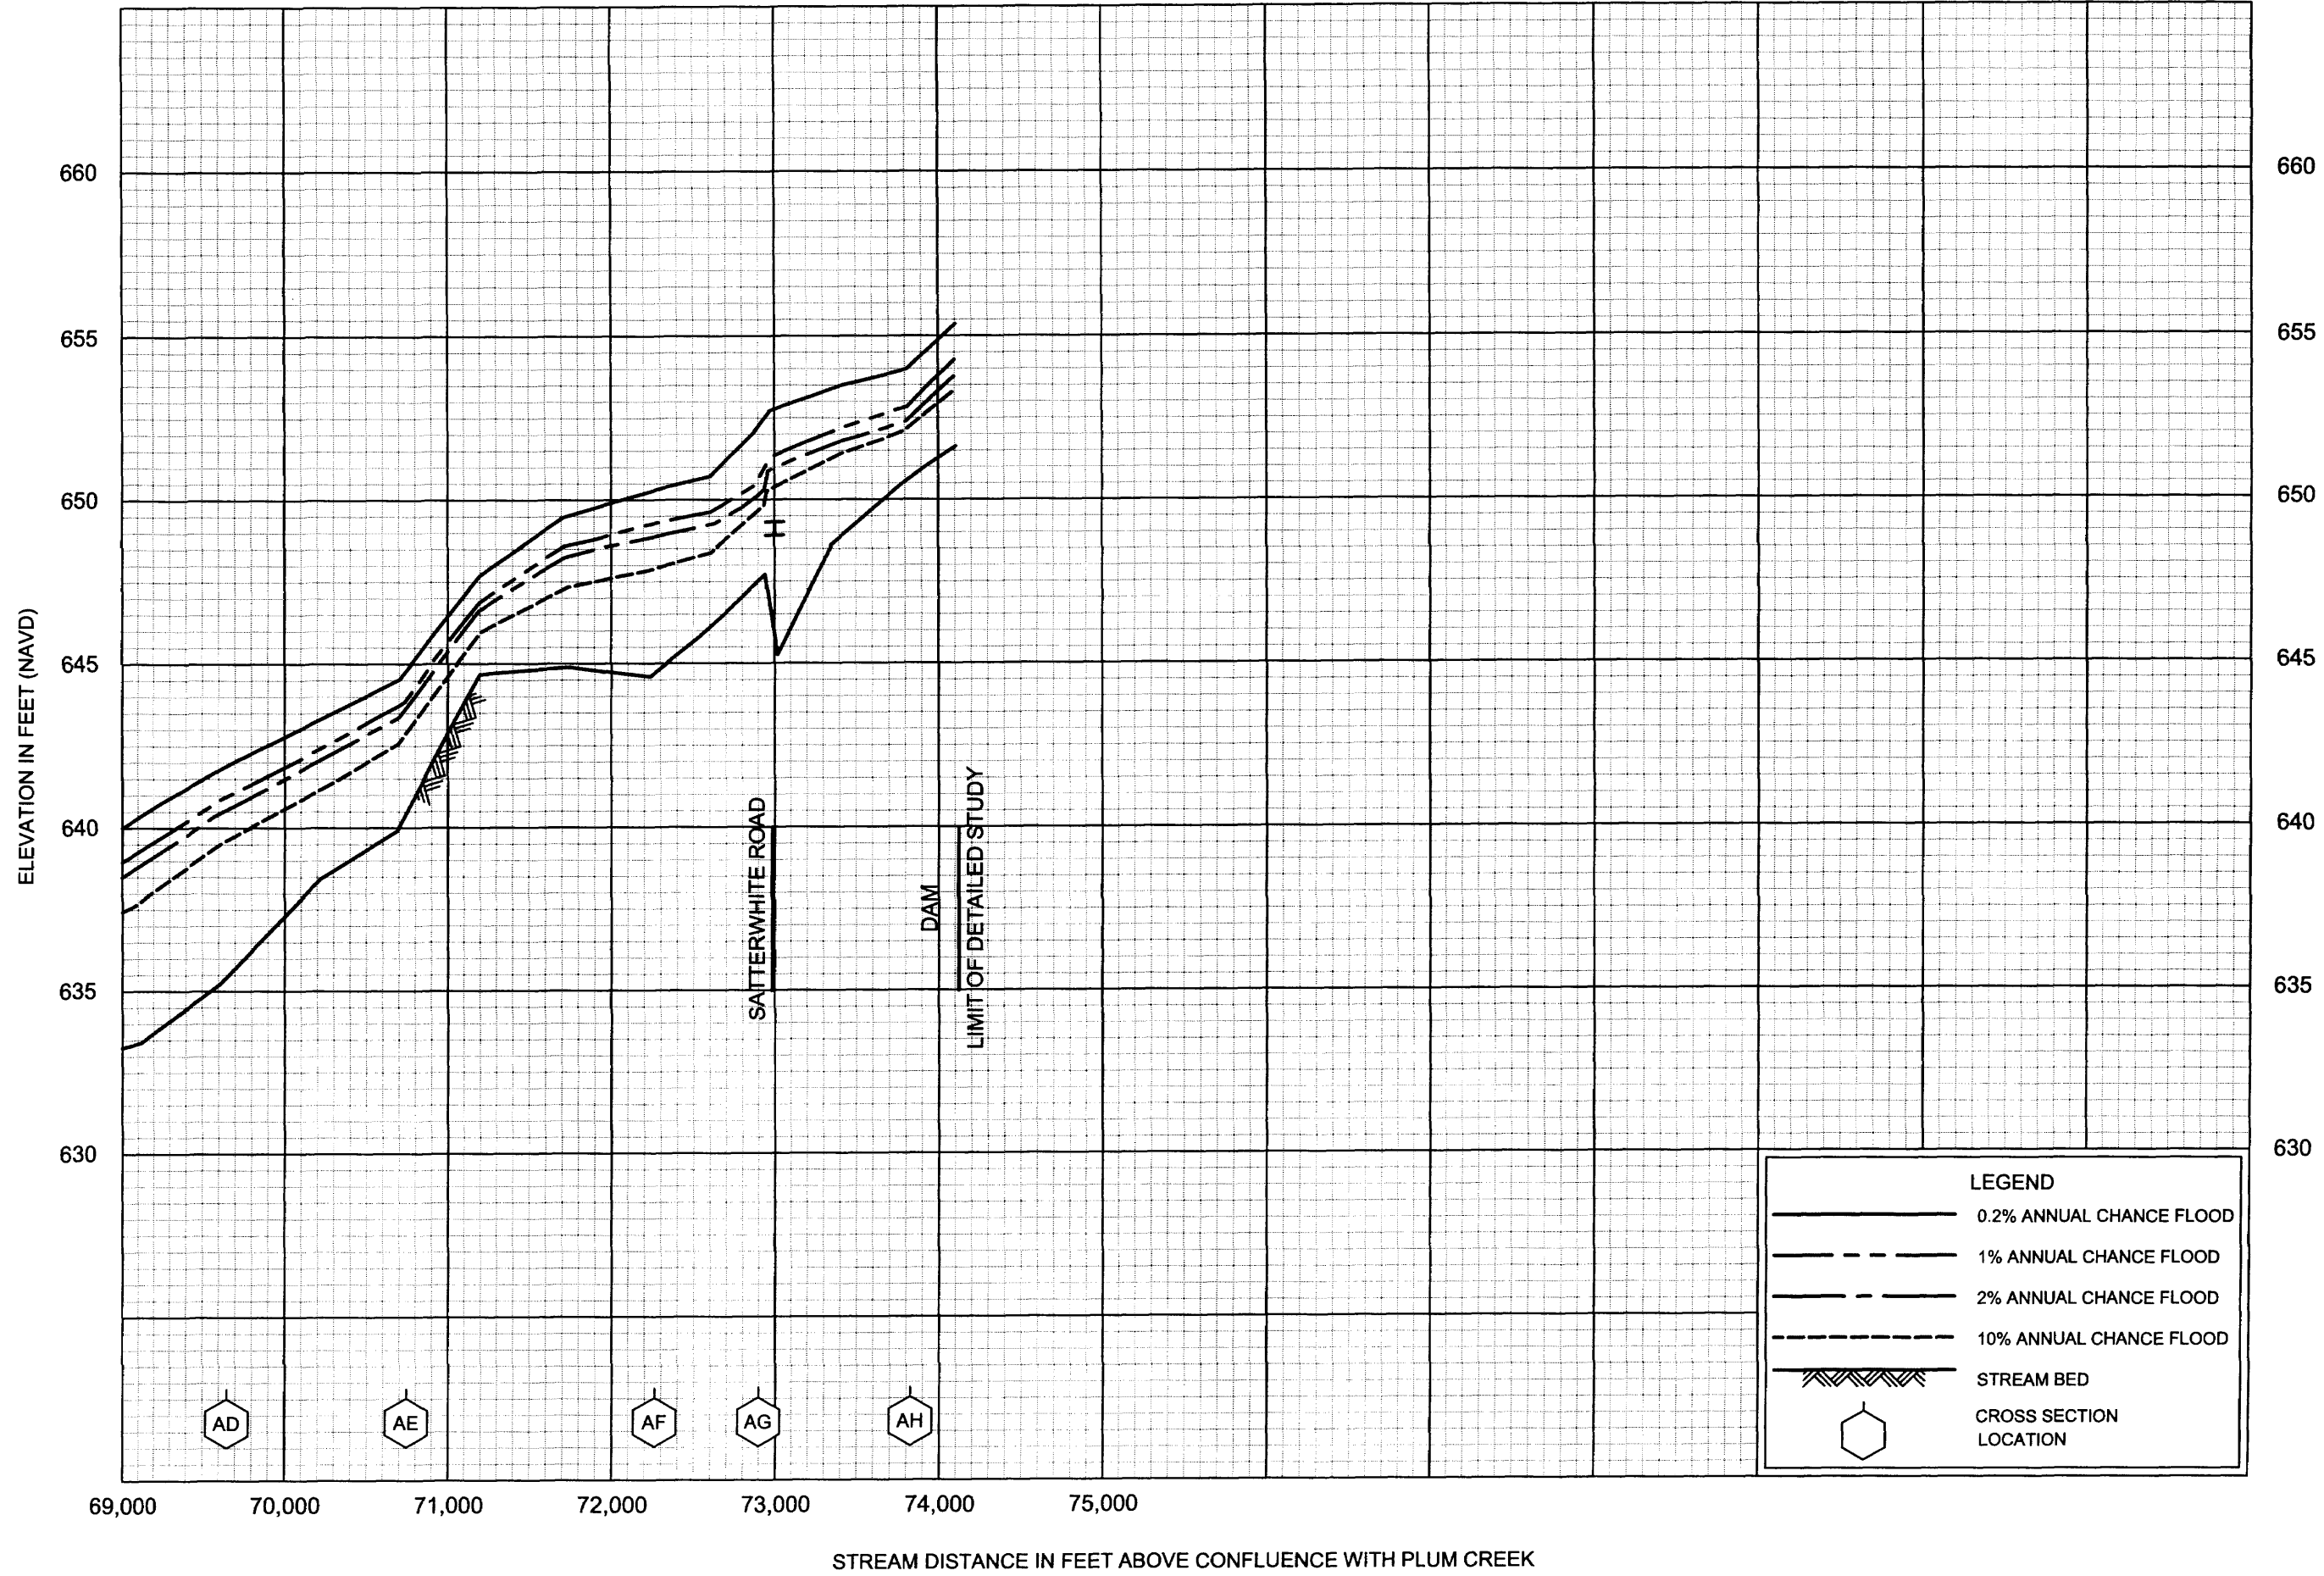 660
655
650
645
640
635
630
ELEVATION IN FEET (NAVD)
660
655
650
645
640
635
630
SATTERWHITE ROAD
DAM
LIMIT OF DETAILED STUDY
AD
AE
AF
AG
AH
69,000
70,000
71,000
72,000
73,000
74,000
75,000
STREAM DISTANCE IN FEET ABOVE CONFLUENCE WITH PLUM CREEK
LEGEND
0.2% ANNUAL CHANCE FLOOD
1% ANNUAL CHANCE FLOOD
2% ANNUAL CHANCE FLOOD
10% ANNUAL CHANCE FLOOD
STREAM BED
CROSS SECTION
LOCATION